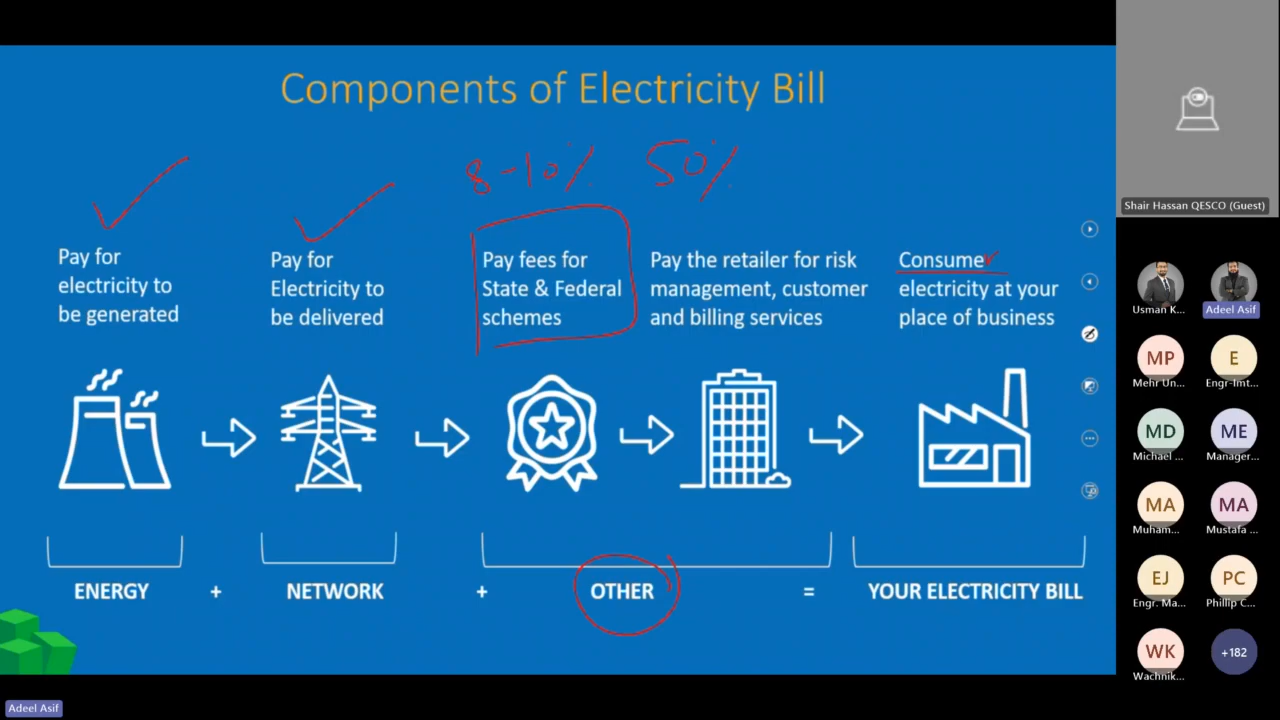 Components of Electricity Bill
8-10% 50%
Pay for
electricity to
be generated
Pay for
Electricity to
be delivered
Pay fees for
State & Federal
schemes
Pay the retailer for risk
management, customer
and billing services
Consume
electricity at your
place of business
ENERGY + NETWORK + OTHER = YOUR ELECTRICITY BILL
Shair Hassan QESCO (Guest)
Usman K...
Adeel Asif
MP
Mehr Un...
E
Engr-Imt...
MD
Michael ...
ME
Manager...
MA
Muham...
MA
Mustafa ...
EJ
Engr. Ma...
PC
Phillip C...
WK
Wachnik...
+182
Adeel Asif